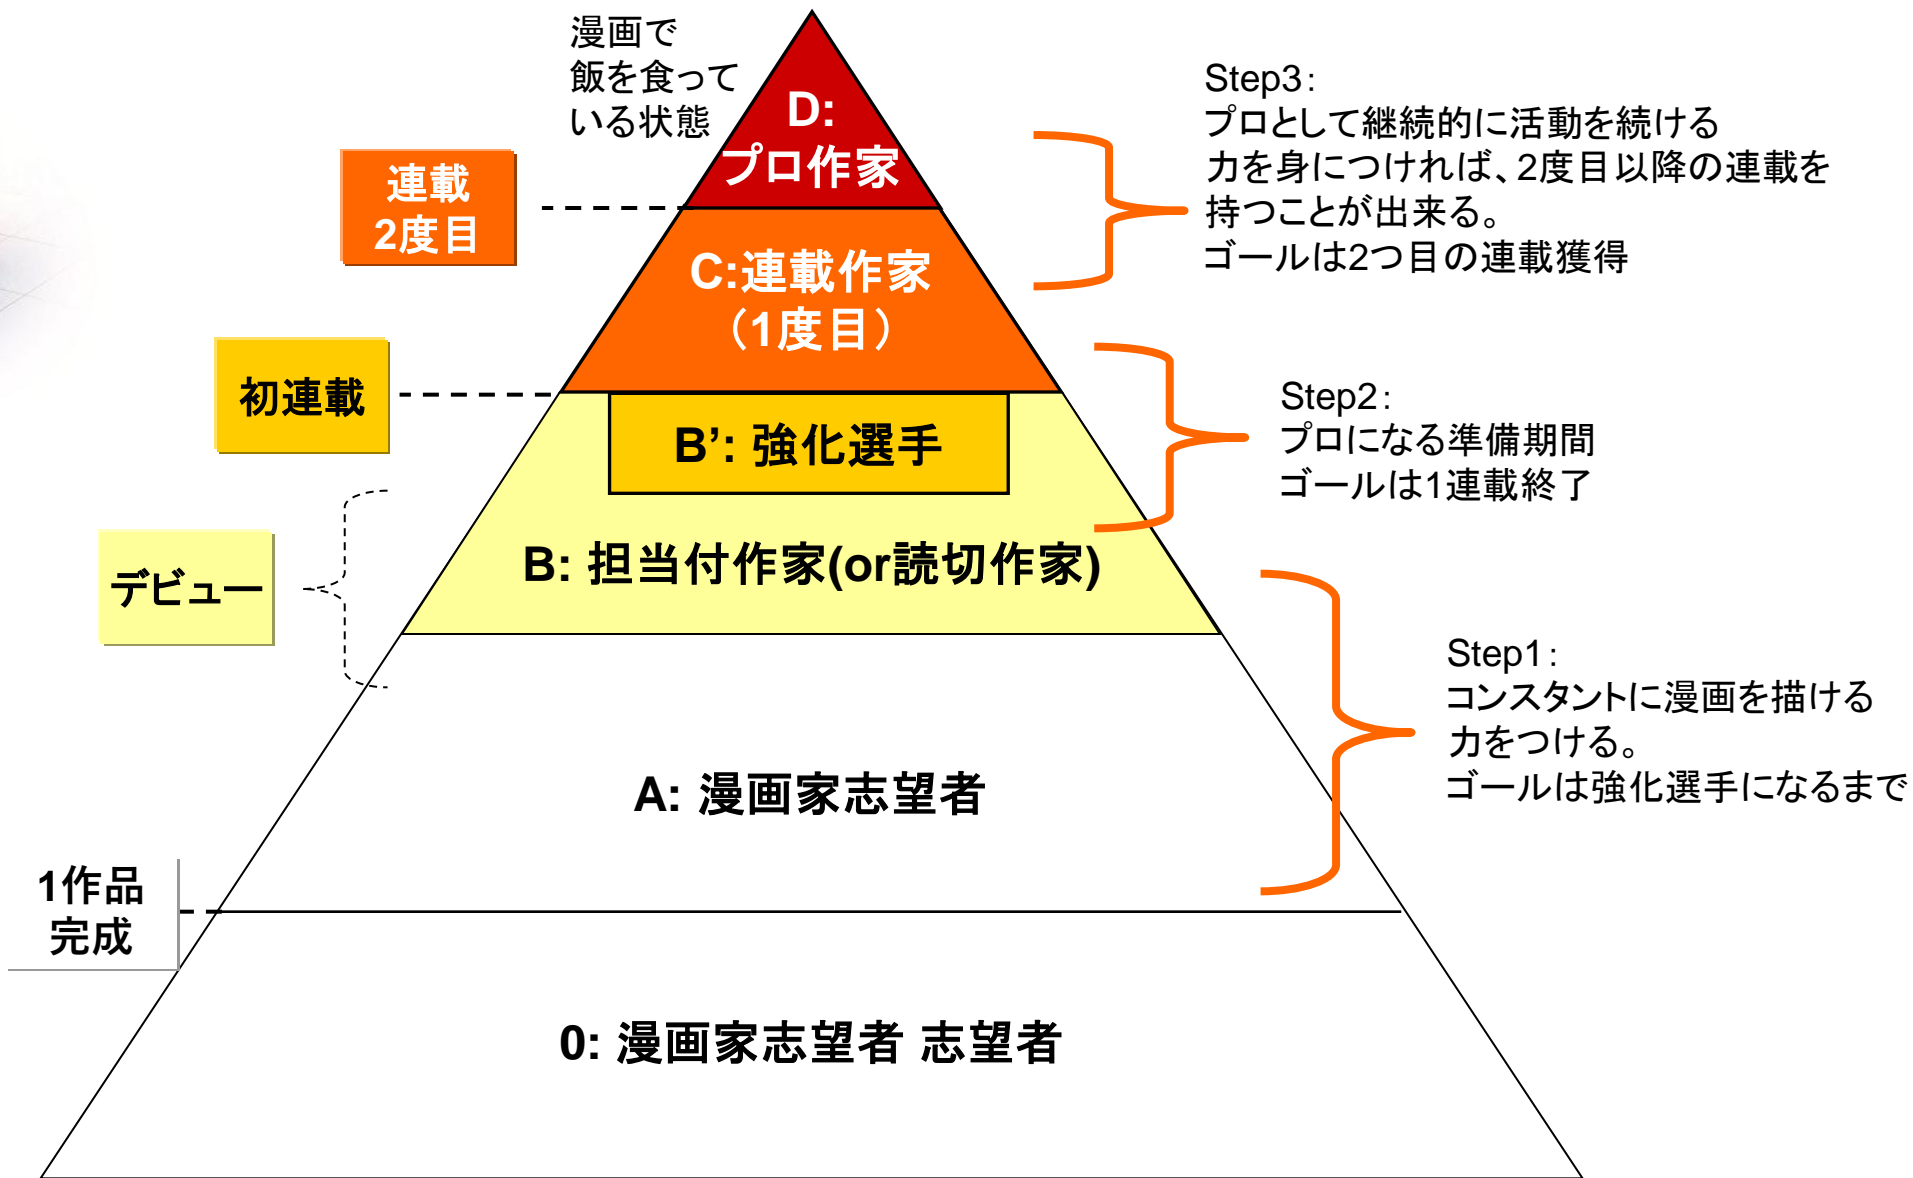 漫画で
飯を食って
いる状態
D:
プロ作家
Step3：
プロとして継続的に活動を続ける
力を身につければ、2度目以降の連載を
持つことが出来る。
ゴールは2つ目の連載獲得
連載
2度目
C:連載作家
（1度目）
初連載
B’: 強化選手
Step2：
プロになる準備期間
ゴールは1連載終了
デビュー
B: 担当付作家(or読切作家)
Step1：
コンスタントに漫画を描ける
力をつける。
ゴールは強化選手になるまで
A: 漫画家志望者
1作品
完成
0: 漫画家志望者 志望者